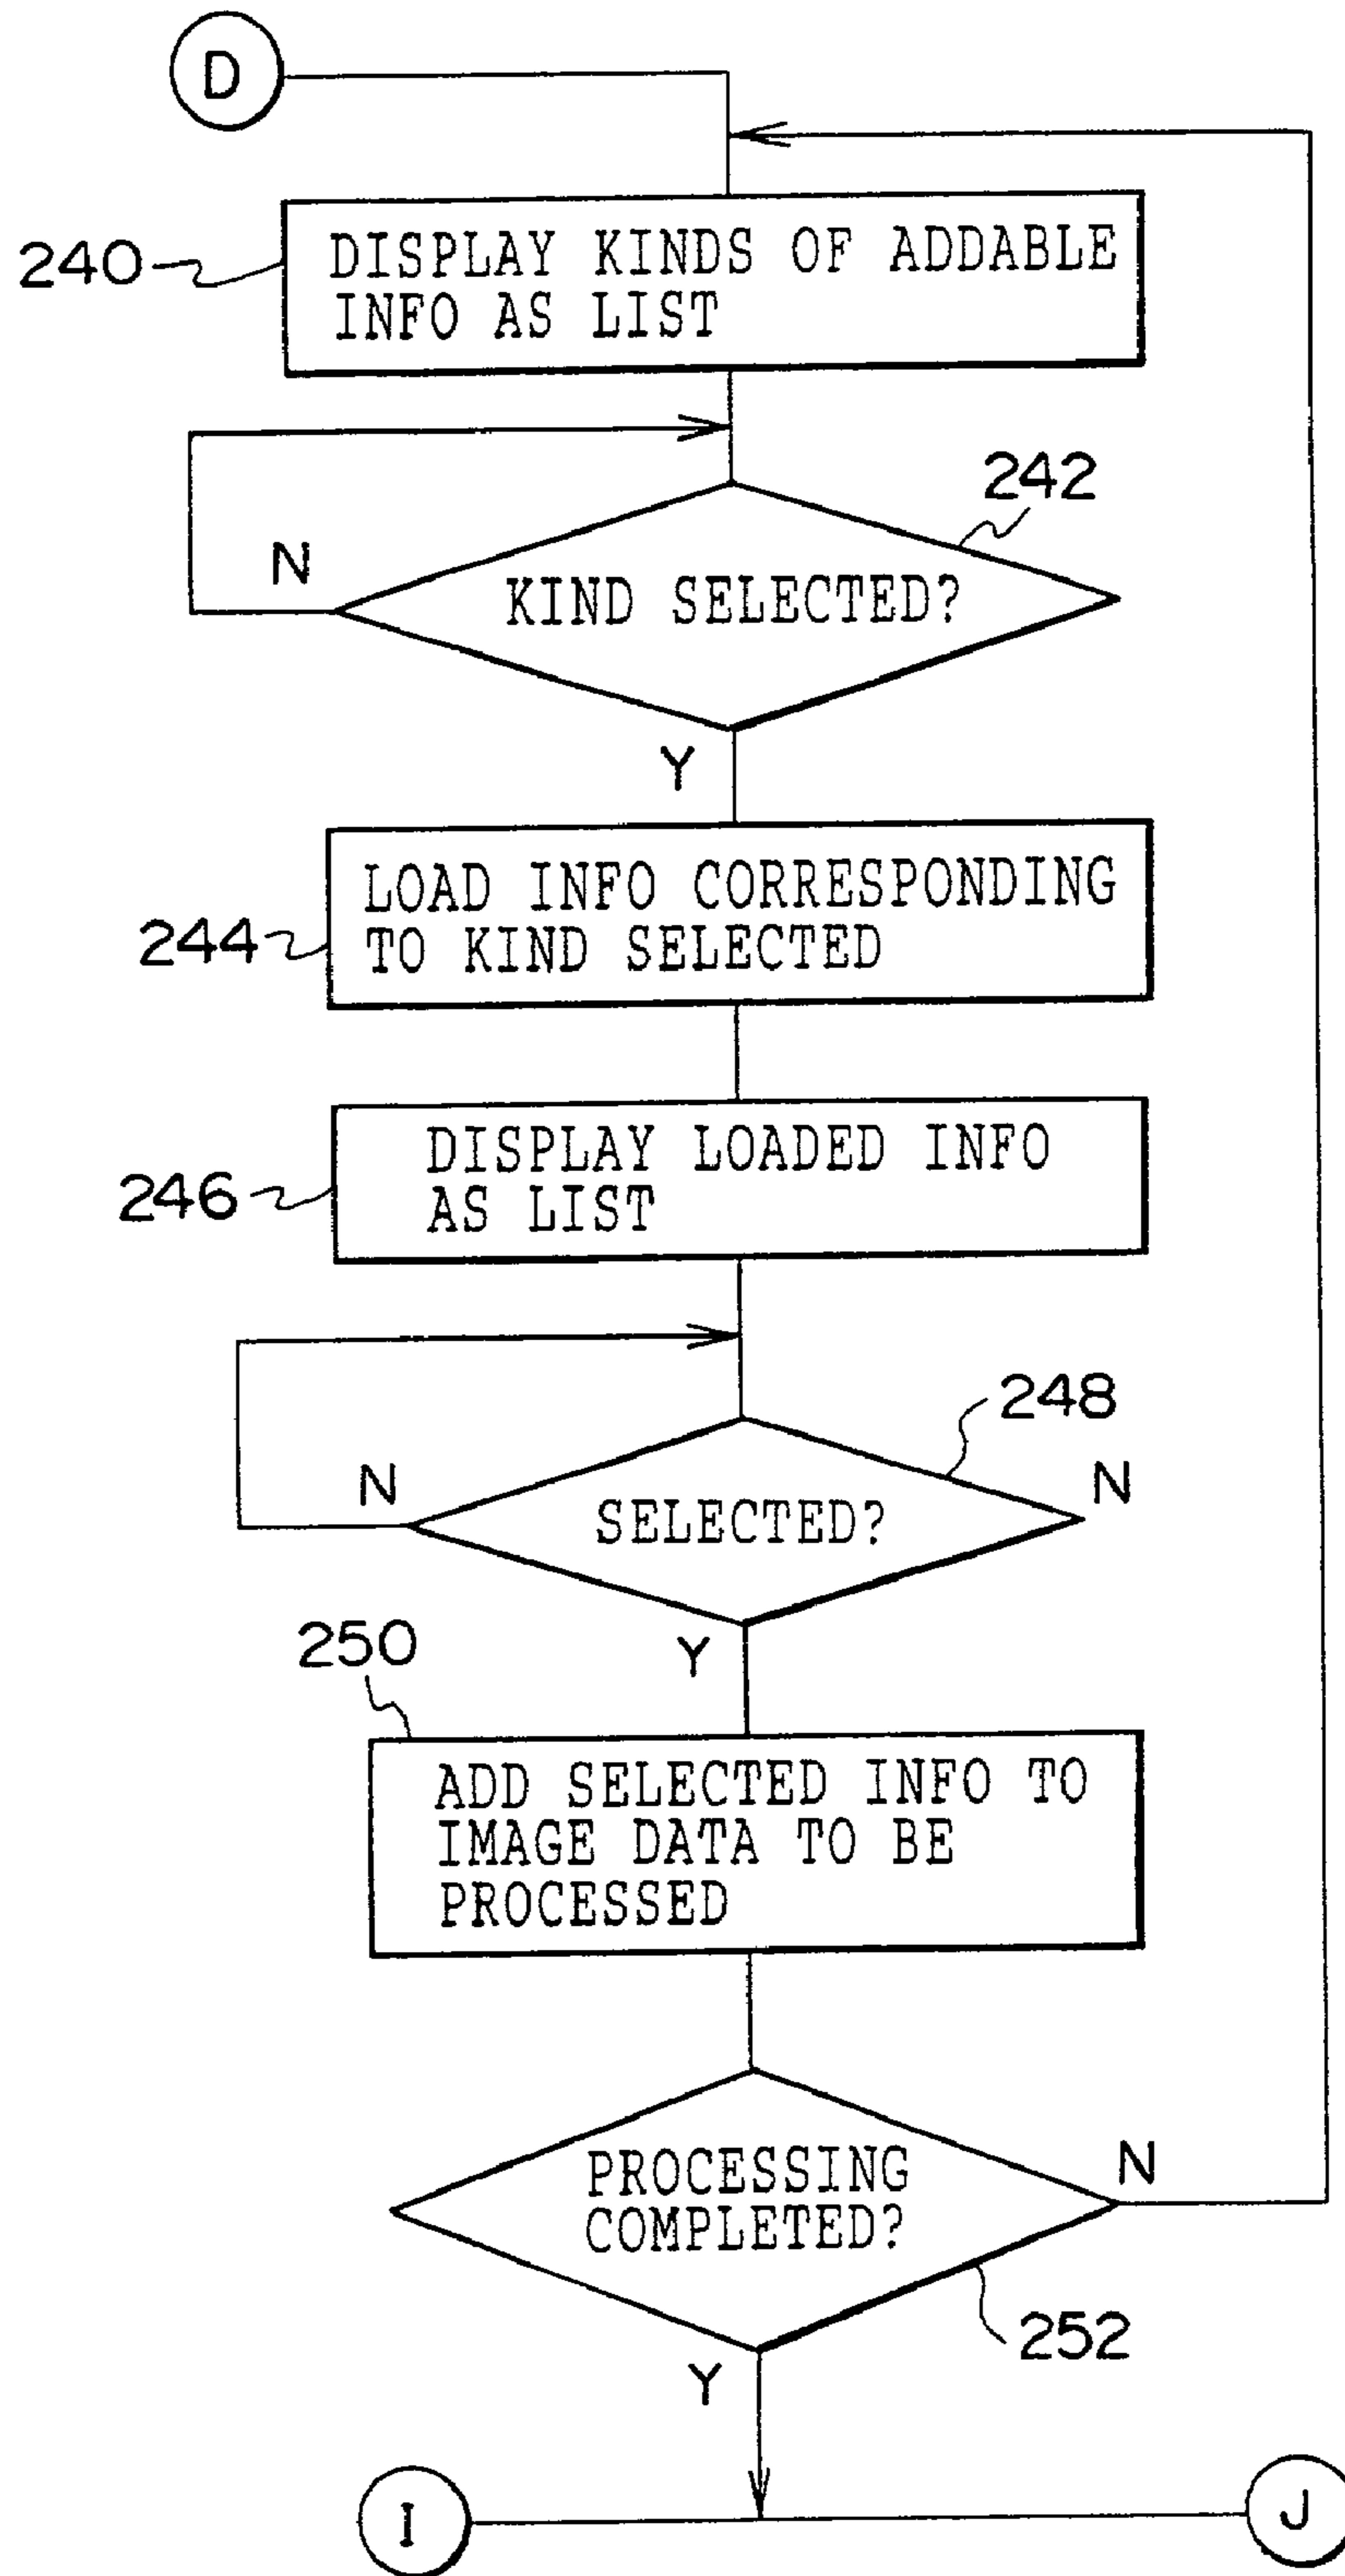 D
240
DISPLAY KINDS OF ADDABLE
INFO AS LIST
242
N
KIND SELECTED?
Y
244
LOAD INFO CORRESPONDING
TO KIND SELECTED
246
DISPLAY LOADED INFO
AS LIST
248
N
N
SELECTED?
Y
250
ADD SELECTED INFO TO
IMAGE DATA TO BE
PROCESSED
PROCESSING
COMPLETED?
N
252
Y
I
J